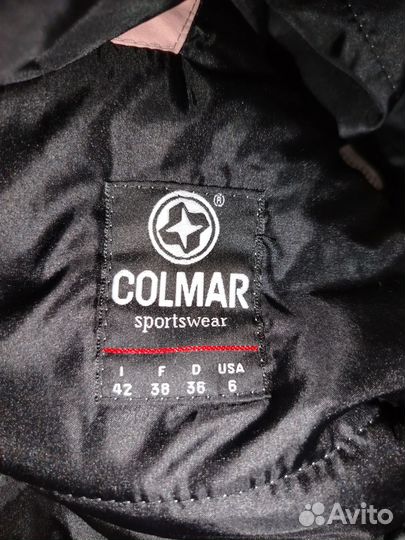 ®
COLMAR
sportswear
I F D USA
42 38 36 6
Avito